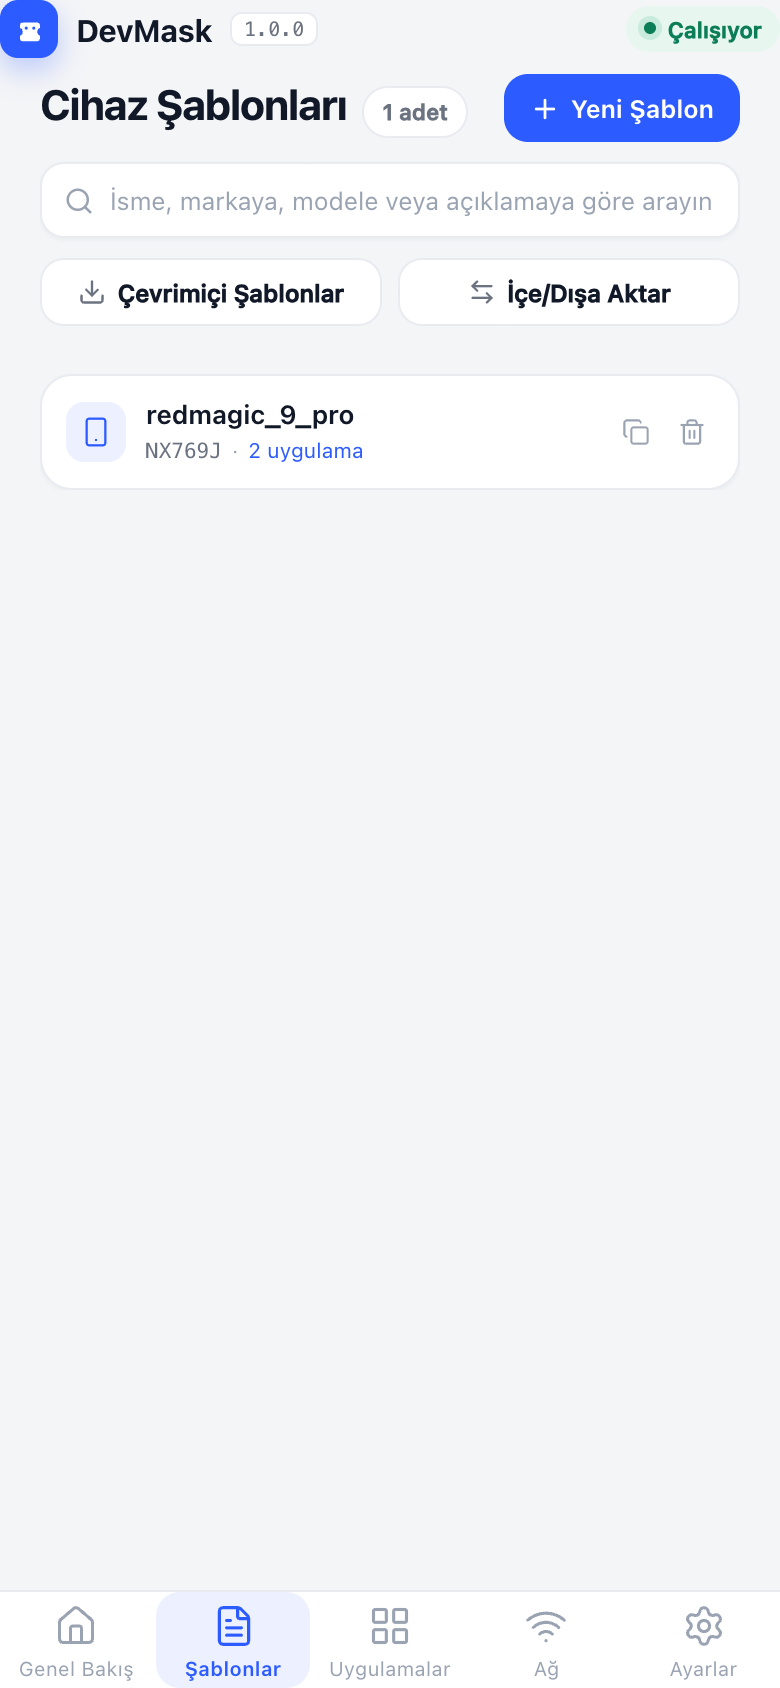 DevMask 1.0.0 Çalışıyor
Cihaz Şablonları 1 adet Yeni Şablon
İsme, markaya, modele veya açıklamaya göre arayın
Çevrimiçi Şablonlar İçe/Dışa Aktar
redmagic_9_pro
NX769J · 2 uygulama
Genel Bakış Şablonlar Uygulamalar Ağ Ayarlar